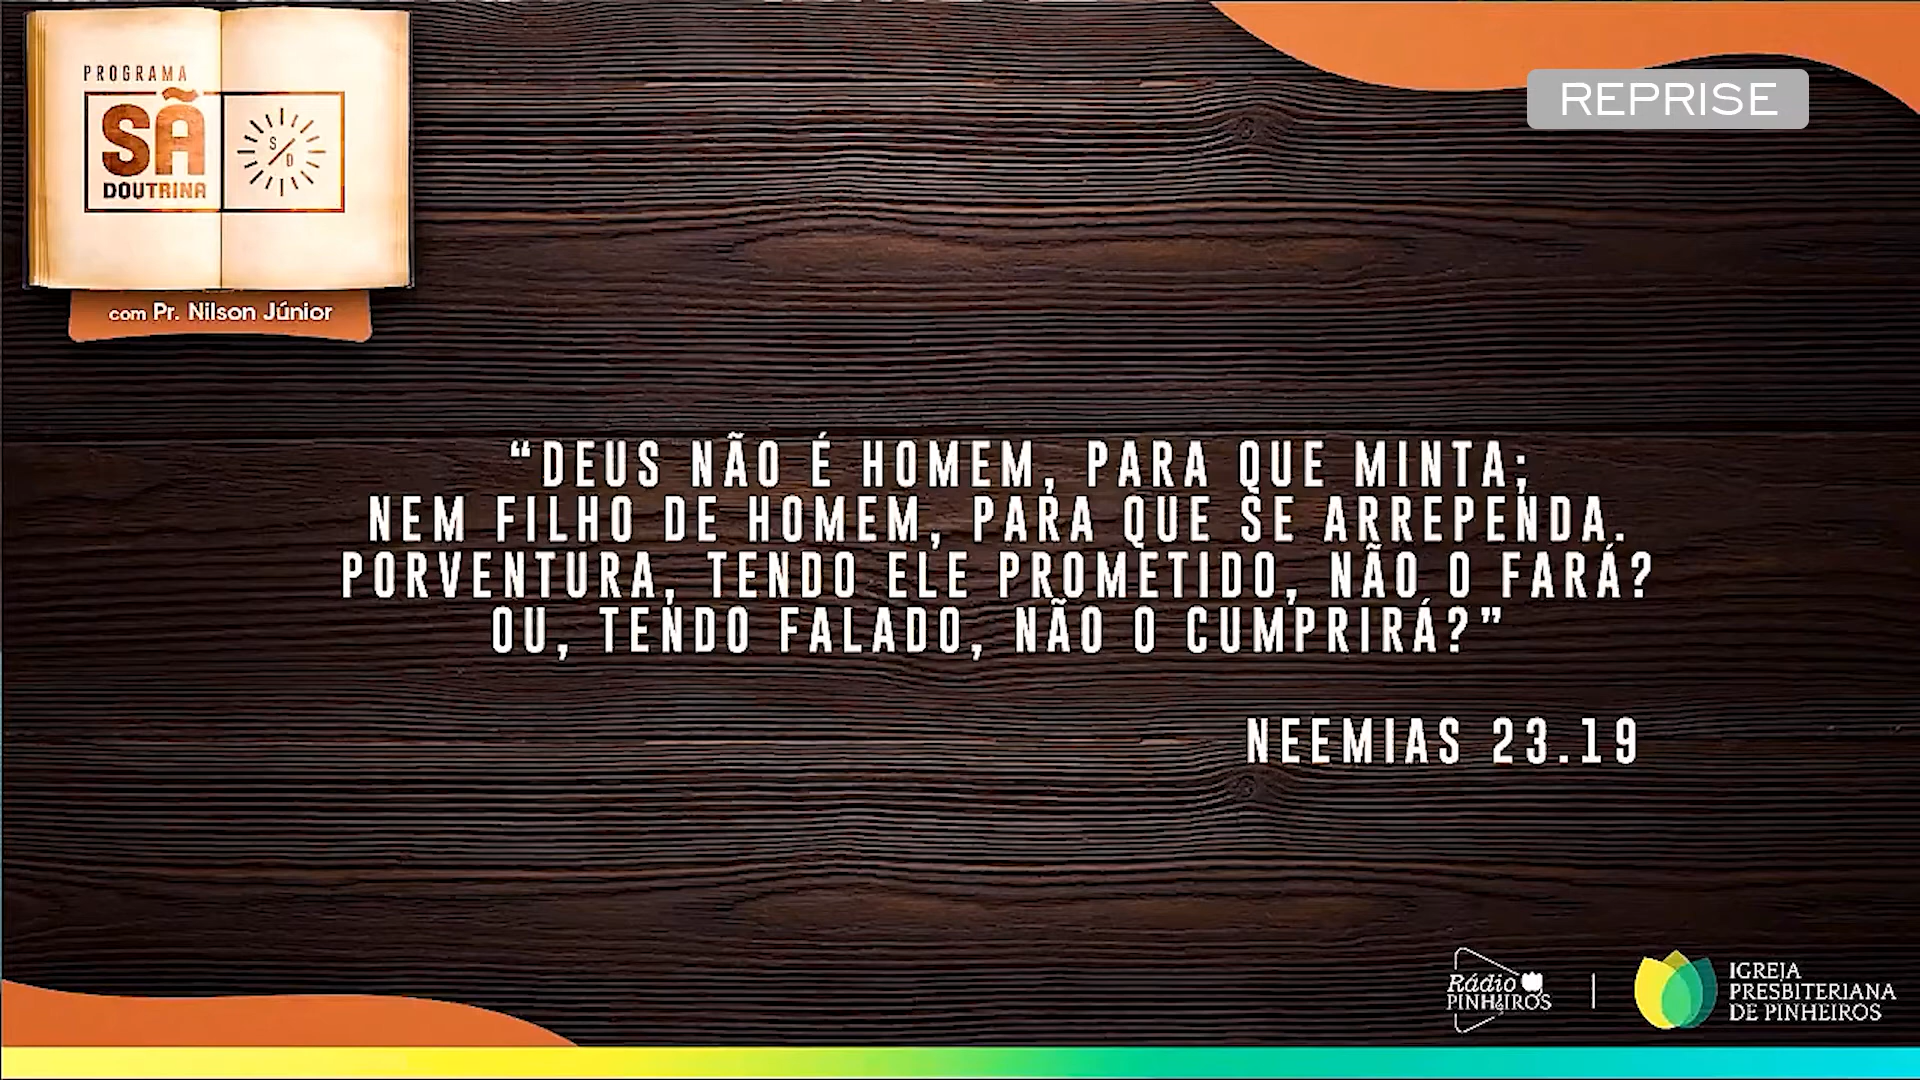 PROGRAMA
SÃ
DOUTRINA
S
D
com Pr. Nilson Júnior
REPRISE
“DEUS NÃO É HOMEM, PARA QUE MINTA;
NEM FILHO DE HOMEM, PARA QUE SE ARREPENDA.
PORVENTURA, TENDO ELE PROMETIDO, NÃO O FARÁ?
OU, TENDO FALADO, NÃO O CUMPRIRÁ?”
NEEMIAS 23.19
Rádio
PINHEIROS
IGREJA
PRESBITERIANA
DE PINHEIROS